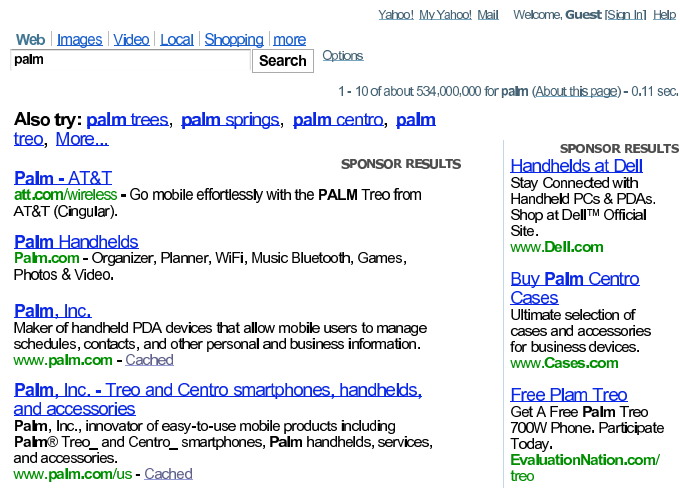 Yahoo! My Yahoo! Mail Welcome, Guest [Sign In] Help
Web Images Video Local Shopping more
palm Search Options
1 - 10 of about 534,000,000 for palm (About this page) - 0.11 sec.
Also try: palm trees, palm springs, palm centro, palm
treo, More...
SPONSOR RESULTS
Palm - AT&T
att.com/wireless - Go mobile effortlessly with the PALM Treo from
AT&T (Cingular).
Palm Handhelds
Palm.com - Organizer, Planner, WiFi, Music Bluetooth, Games,
Photos & Video.
Palm, Inc.
Maker of handheld PDA devices that allow mobile users to manage
schedules, contacts, and other personal and business information.
www.palm.com - Cached
Palm, Inc. - Treo and Centro smartphones, handhelds,
and accessories
Palm, Inc., innovator of easy-to-use mobile products including
Palm® Treo_ and Centro_ smartphones, Palm handhelds, services,
and accessories.
www.palm.com/us - Cached
SPONSOR RESULTS
Handhelds at Dell
Stay Connected with
Handheld PCs & PDAs.
Shop at Dell™ Official
Site.
www.Dell.com
Buy Palm Centro
Cases
Ultimate selection of
cases and accessories
for business devices.
www.Cases.com
Free Plam Treo
Get A Free Palm Treo
700W Phone. Participate
Today.
EvaluationNation.com/
treo